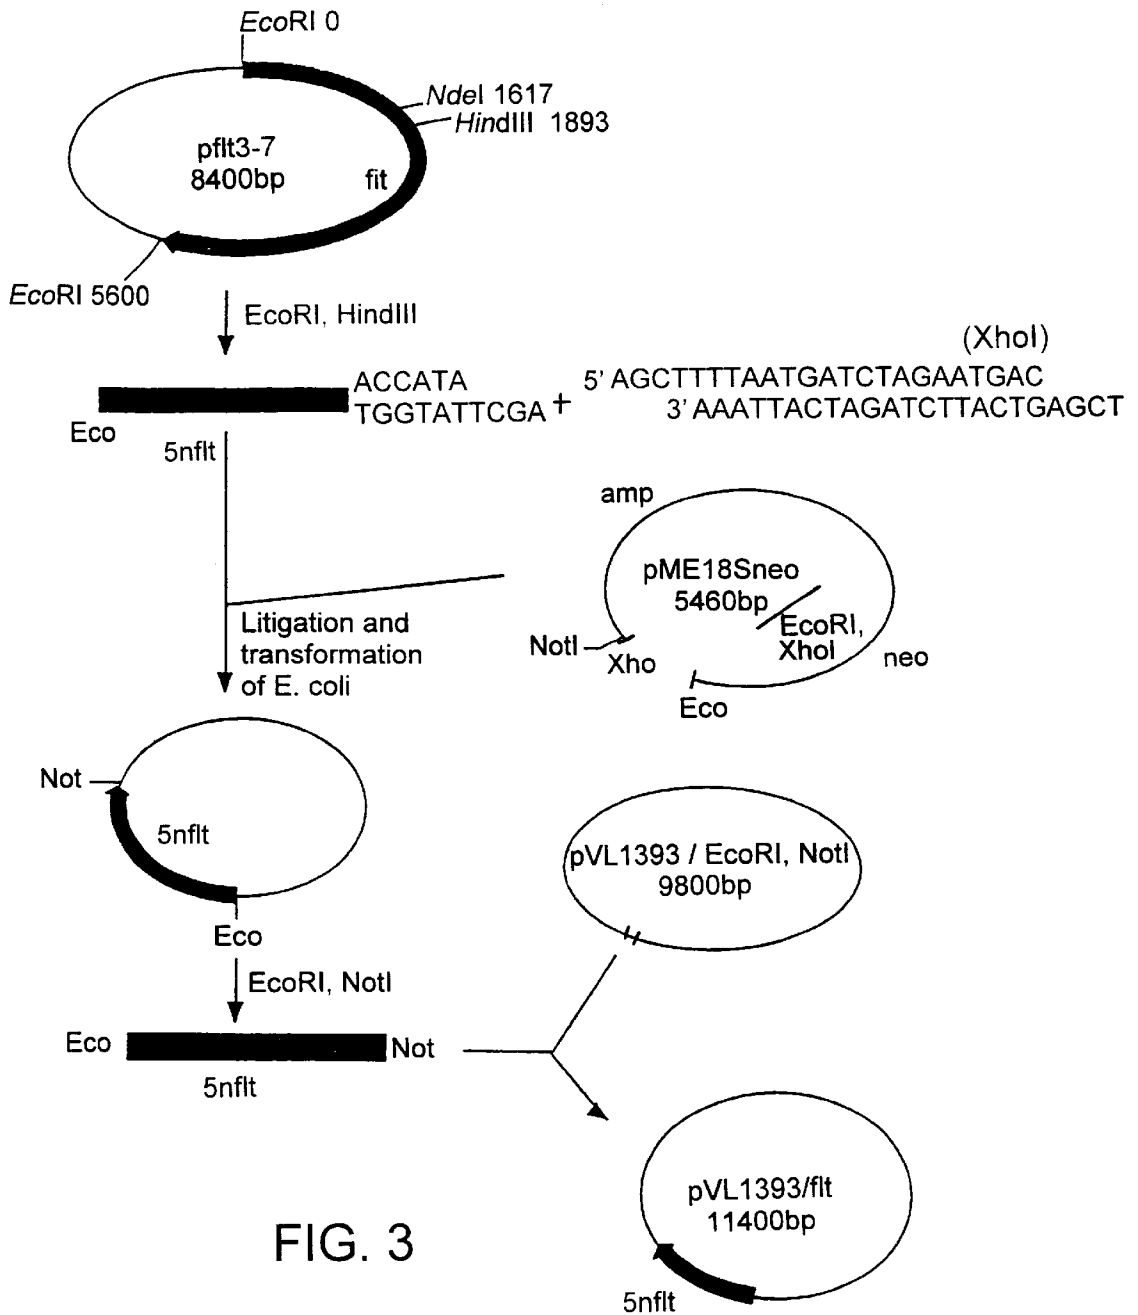 EcoRI 0
NdeI 1617
HindIII 1893
pflt3-7
8400bp
fit
EcoRI 5600
EcoRI, HindIII
(XhoI)
ACCATA
TGGTATTCGA
+
5' AGCTTTTAATGATCTAGAATGAC
3' AAATTACTAGATCTTACTGAGCT
Eco
5nflt
amp
pME18Sneo
5460bp
EcoRI,
XhoI
NotI
Xho
neo
Eco
Litigation and
transformation
of E. coli
Not
5nflt
Eco
pVL1393 / EcoRI, NotI
9800bp
EcoRI, NotI
Eco
Not
5nflt
pVL1393/flt
11400bp
5nflt
FIG. 3